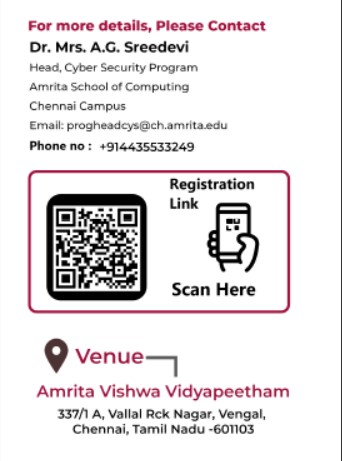 For more details, Please Contact
Dr. Mrs. A.G. Sreedevi
Head, Cyber Security Program
Amrita School of Computing
Chennai Campus
Email: progheadcys@ch.amrita.edu
Phone no : +914435533249
Registration
Link
Scan Here
Venue
Amrita Vishwa Vidyapeetham
337/1 A, Vallal Rck Nagar, Vengal,
Chennai, Tamil Nadu -601103